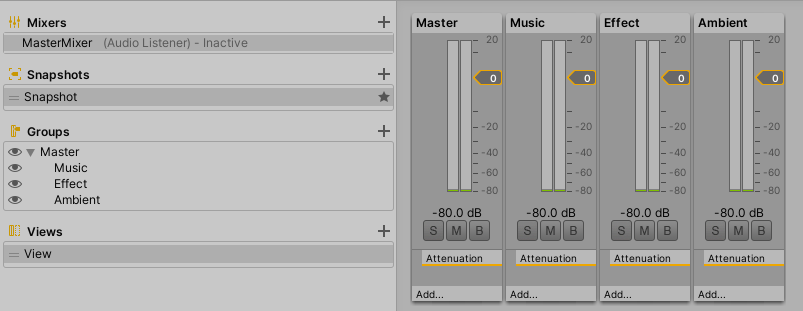 Mixers
MasterMixer (Audio Listener) - Inactive
Snapshots
Snapshot
Groups
Master
Music
Effect
Ambient
Views
View
Master
20
0
-20
-40
-60
-80
-80.0 dB
S M B
Attenuation
Add...
Music
20
0
-20
-40
-60
-80
-80.0 dB
S M B
Attenuation
Add...
Effect
20
0
-20
-40
-60
-80
-80.0 dB
S M B
Attenuation
Add...
Ambient
20
0
-20
-40
-60
-80
-80.0 dB
S M B
Attenuation
Add...